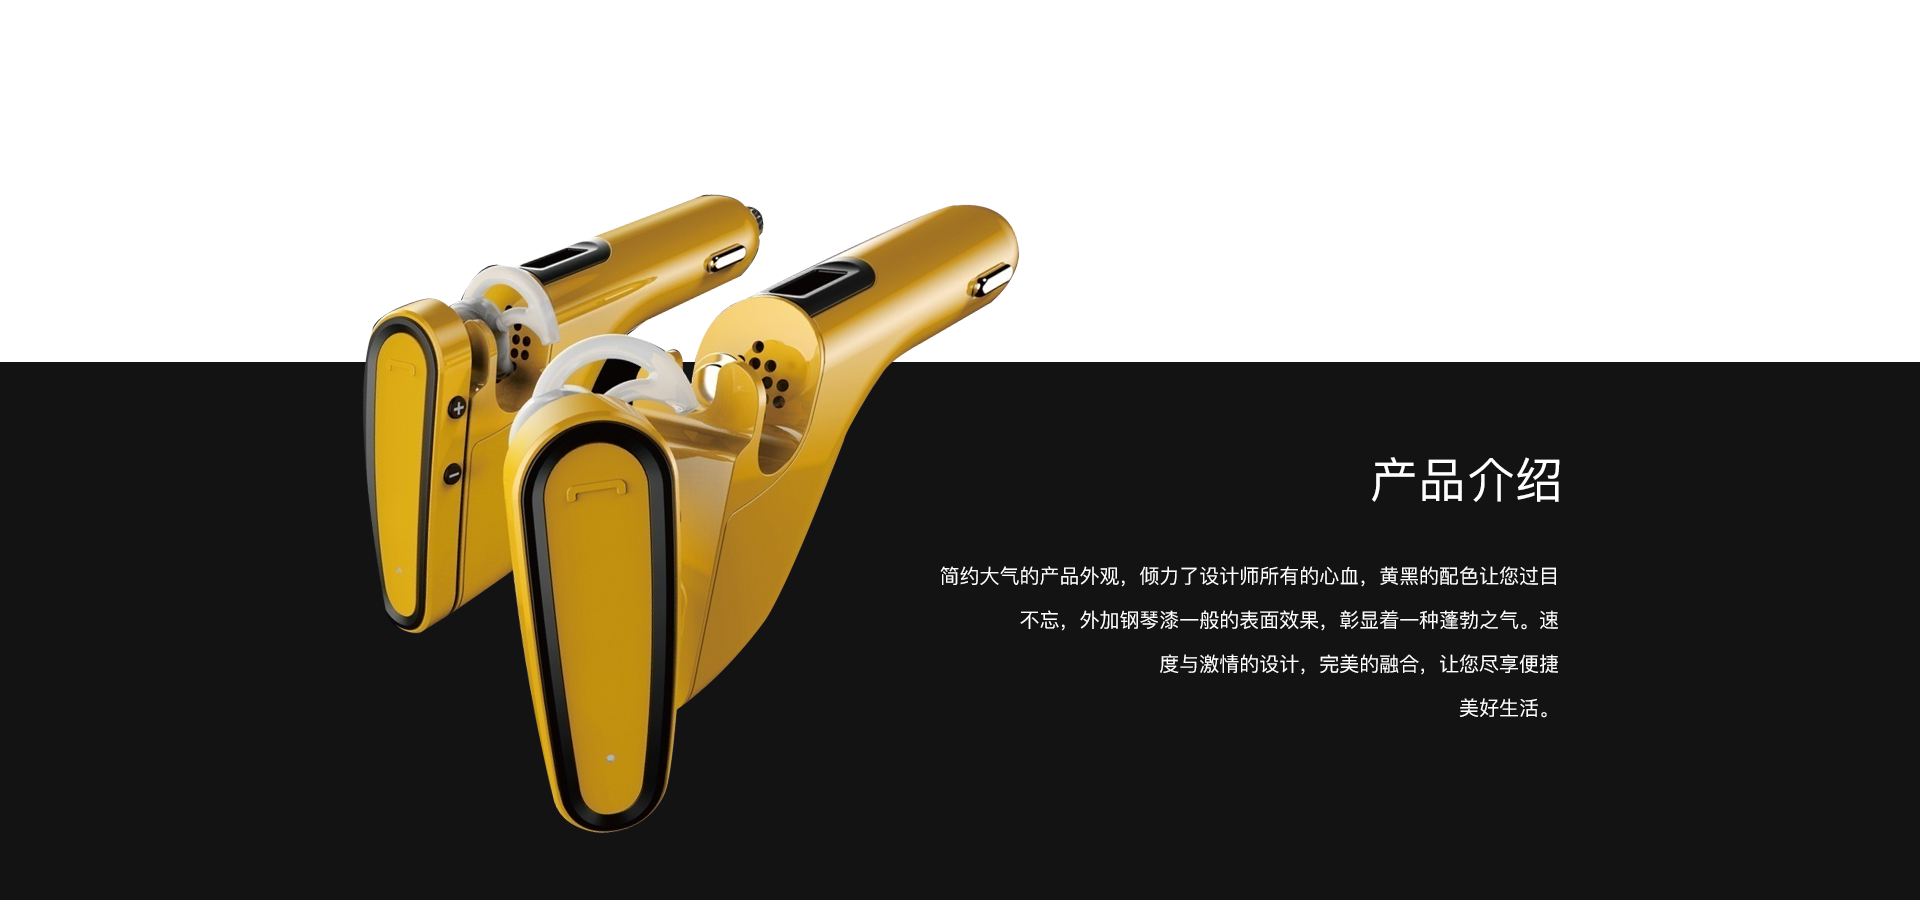 产品介绍
简约大气的产品外观，倾力了设计师所有的心血，黄黑的配色让您过目
不忘，外加钢琴漆一般的表面效果，彰显着一种蓬勃之气。速
度与激情的设计，完美的融合，让您尽享便捷
美好生活。